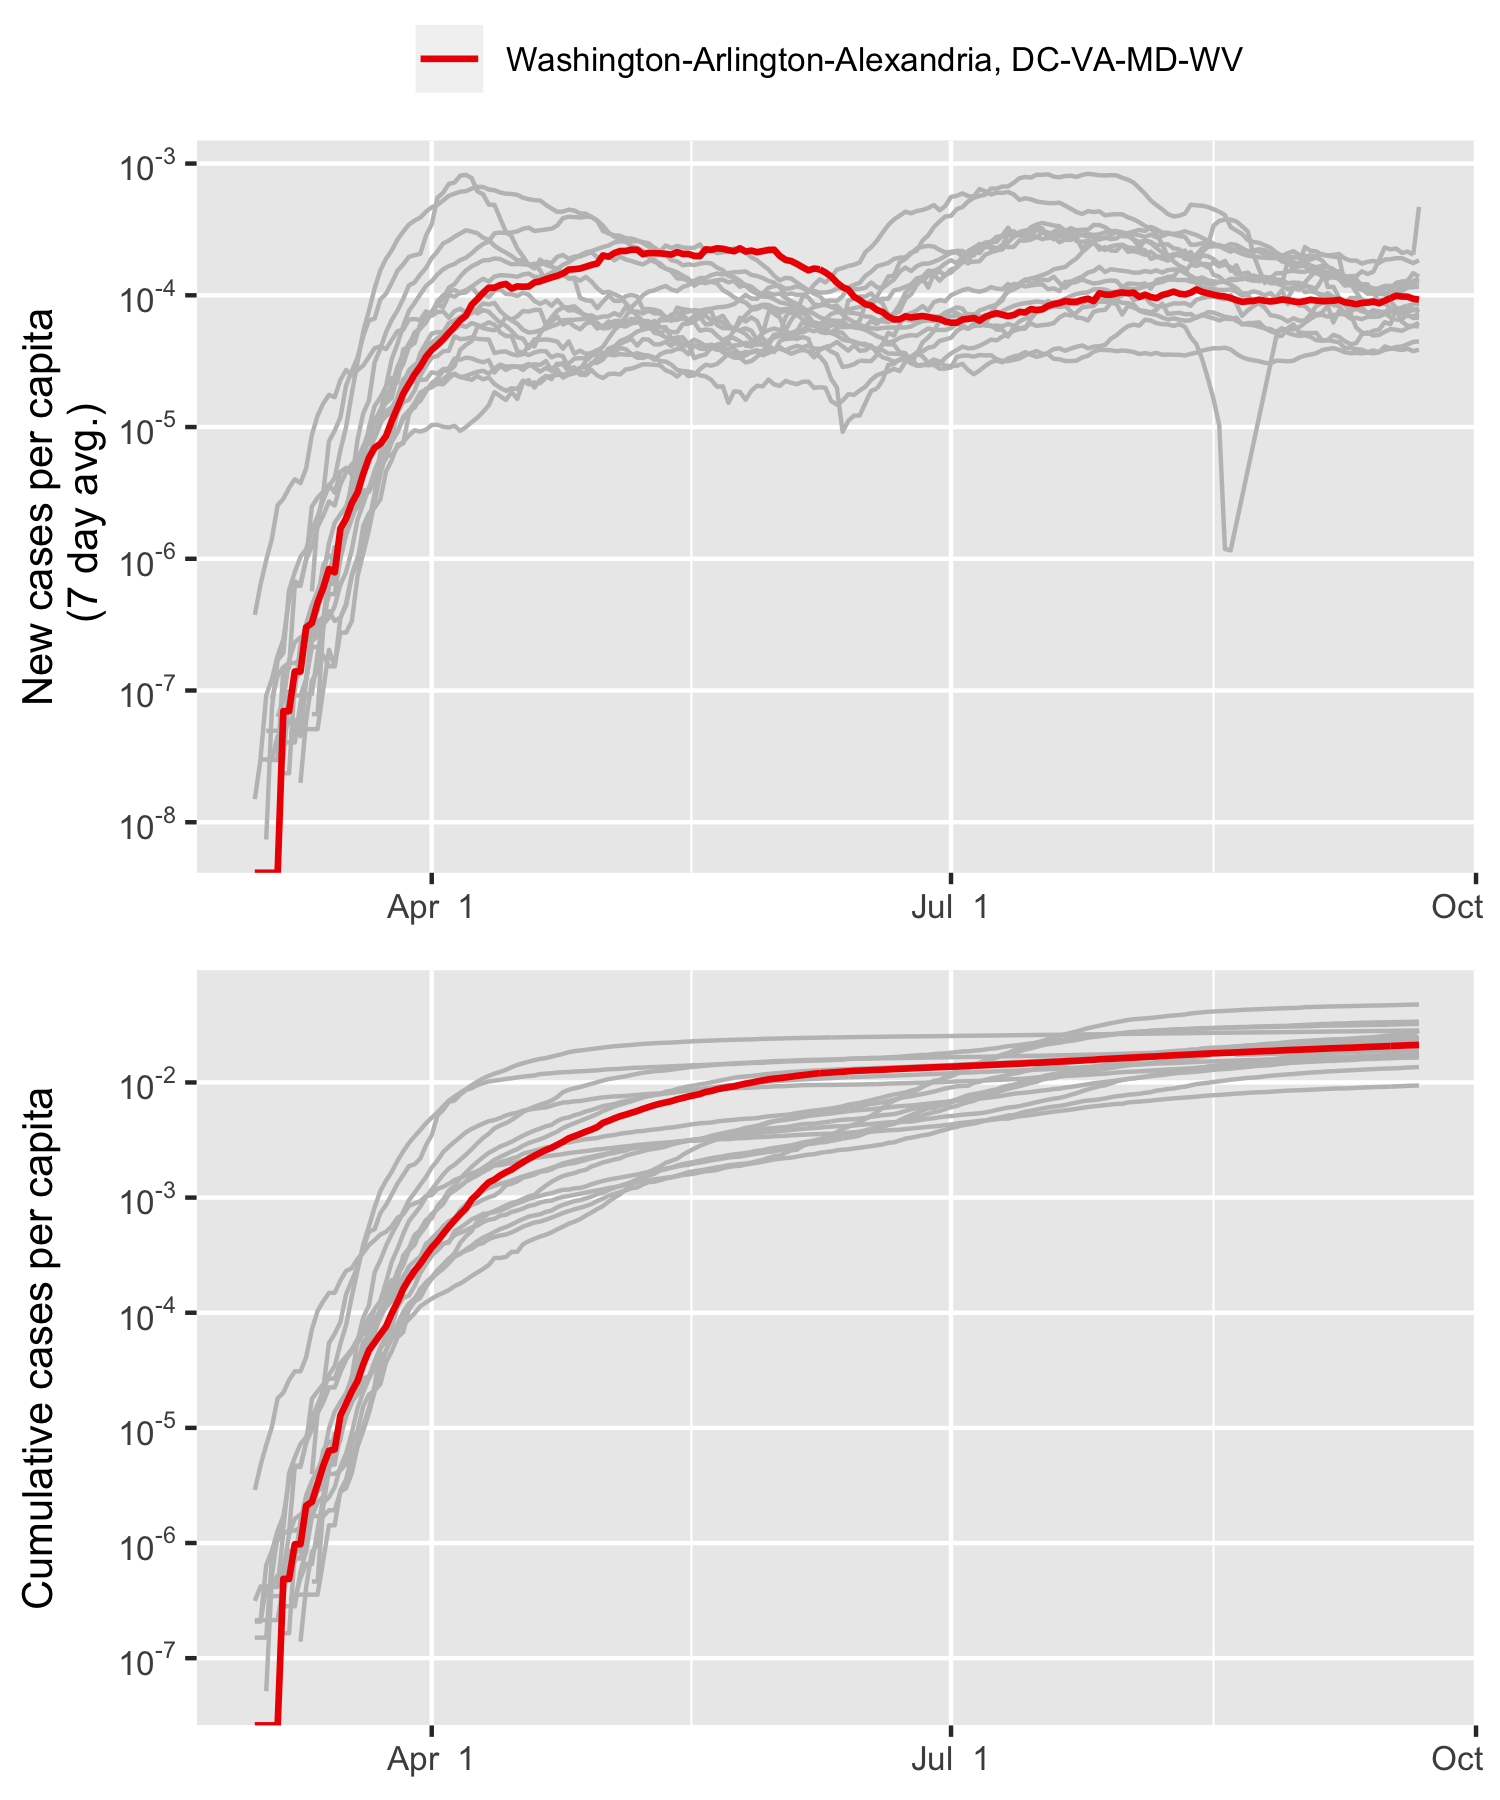 Washington-Arlington-Alexandria, DC-VA-MD-WV
New cases per capita
(7 day avg.)
10-3
10-4
10-5
10-6
10-7
10-8
Apr 1
Jul 1
Oct
Cumulative cases per capita
10-2
10-3
10-4
10-5
10-6
10-7
Apr 1
Jul 1
Oct